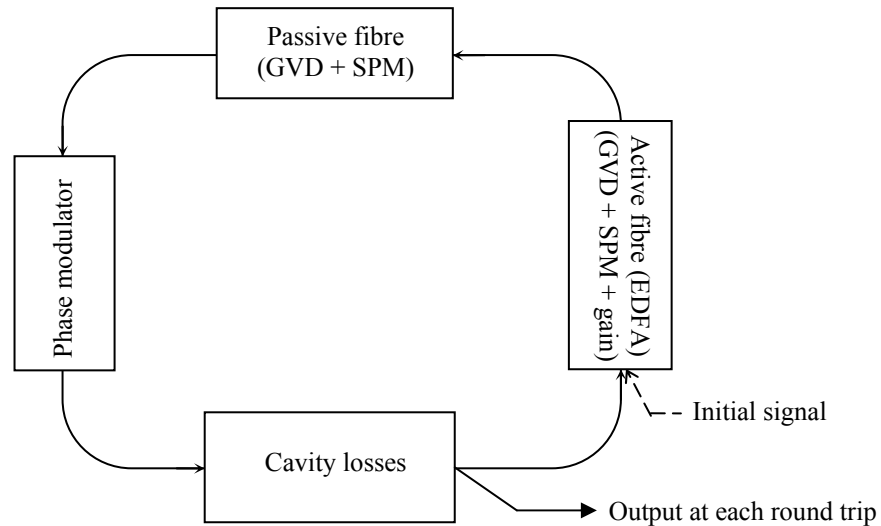 Passive fibre
(GVD + SPM)
Active fibre (EDFA)
(GVD + SPM + gain)
Phase modulator
Cavity losses
Initial signal
Output at each round trip